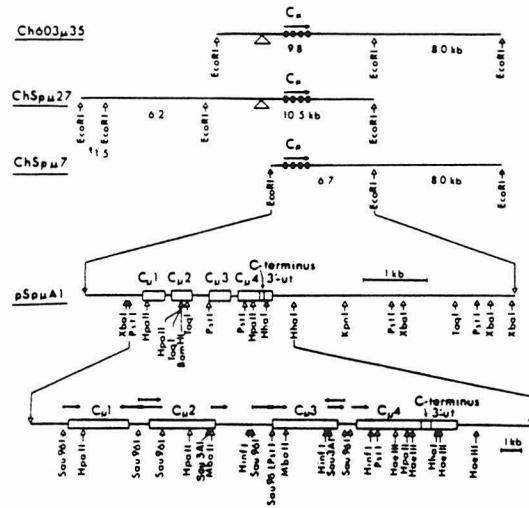 Ch603μ35
Cμ
9.8
8.0 kb
EcoRI
EcoRI
EcoRI
ChSpμ27
Cμ
1.5
6.2
10.5 kb
EcoRI
EcoRI
EcoRI
EcoRI
ChSpμ7
Cμ
6.7
8.0 kb
EcoRI
EcoRI
EcoRI
pSpμA1
Cμ1 Cμ2 Cμ3 Cμ4
C-terminus
3'ut
1 kb
XbaI PstI HpaII HpaII TaqI BamHI TaqI PstI PstI HpaII HhaI HhaI KpnI PstI XbaI TaqI PstI XbaI XbaI
C-terminus
3'ut
Cμ1 Cμ2 Cμ3 Cμ4
1 kb
Sau96I HpaII Sau96I Sau96I HpaII Sau3AI MboII HinfI Sau96I Sau96I PstI MboII HinfI Sau3AI Sau96I HinfI PstI HaeIII HpaII HaeIII HhaI HaeIII HaeIII